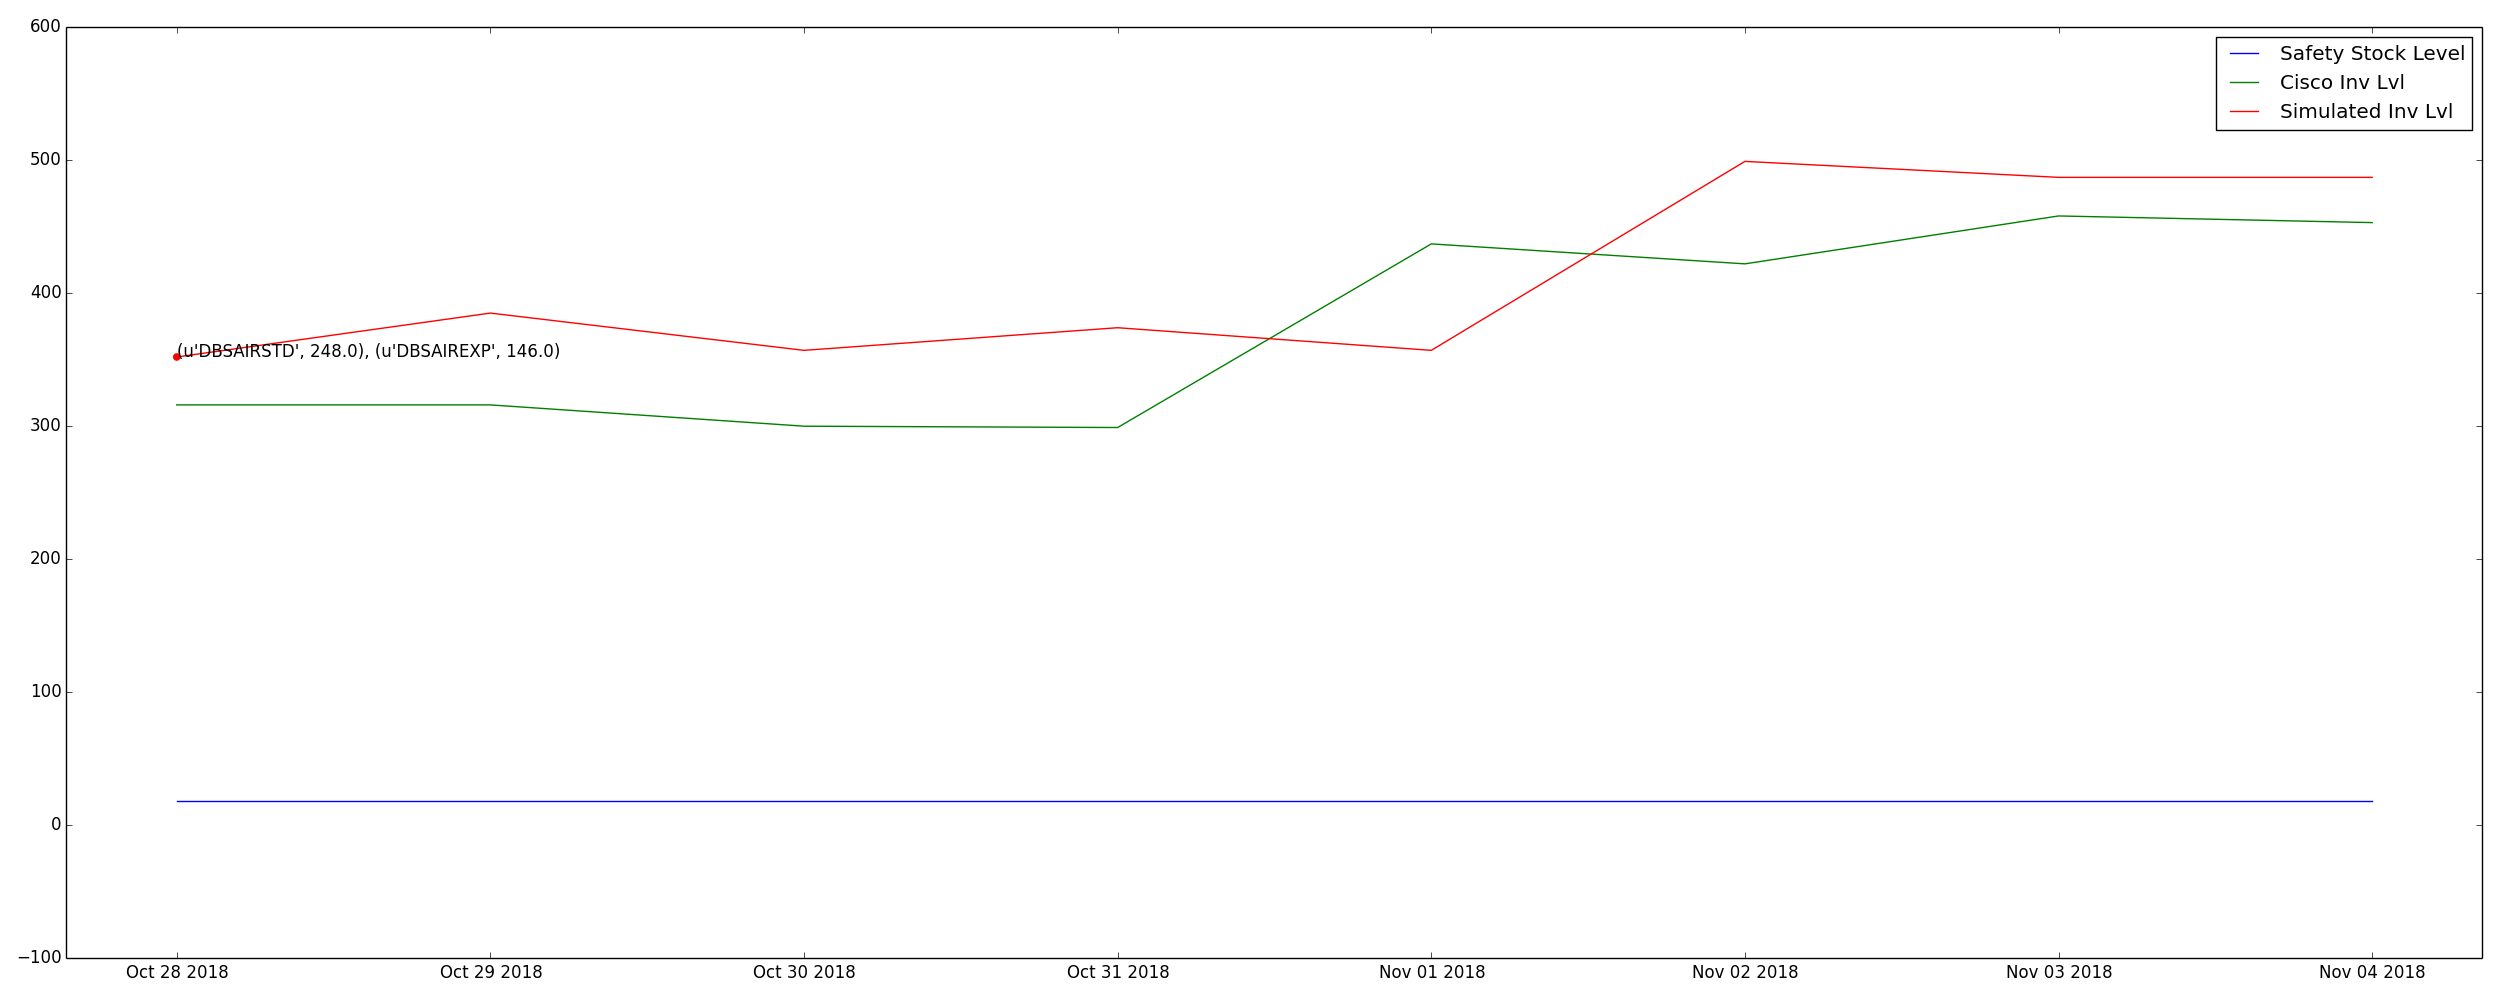 600
500
400
300
200
100
0
−100
Safety Stock Level
Cisco Inv Lvl
Simulated Inv Lvl
(u'DBSAIRSTD', 248.0), (u'DBSAIREXP', 146.0)
Oct 28 2018 Oct 29 2018 Oct 30 2018 Oct 31 2018 Nov 01 2018 Nov 02 2018 Nov 03 2018 Nov 04 2018